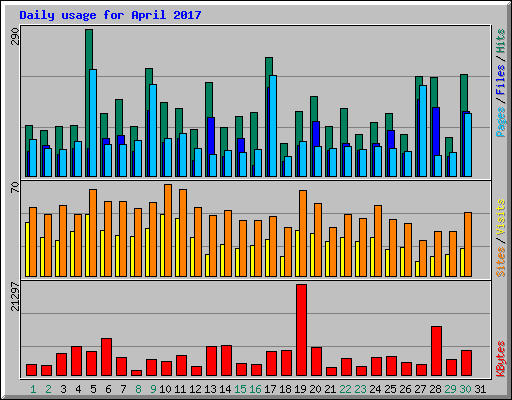 Daily usage for April 2017
290
Pages / Files / Hits
70
Sites / Visits
21297
KBytes
1 2 3 4 5 6 7 8 9 10 11 12 13 14 15 16 17 18 19 20 21 22 23 24 25 26 27 28 29 30 31